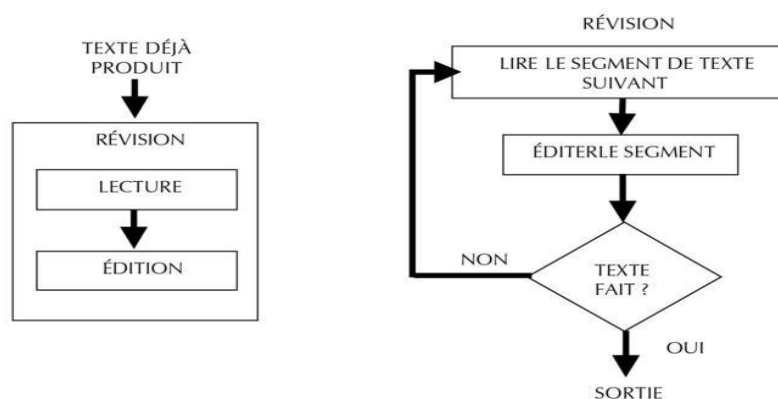 TEXTE DÉJÀ
PRODUIT
RÉVISION
LECTURE
ÉDITION
RÉVISION
LIRE LE SEGMENT DE TEXTE
SUIVANT
ÉDITERLE SEGMENT
NON
TEXTE
FAIT ?
OUI
SORTIE